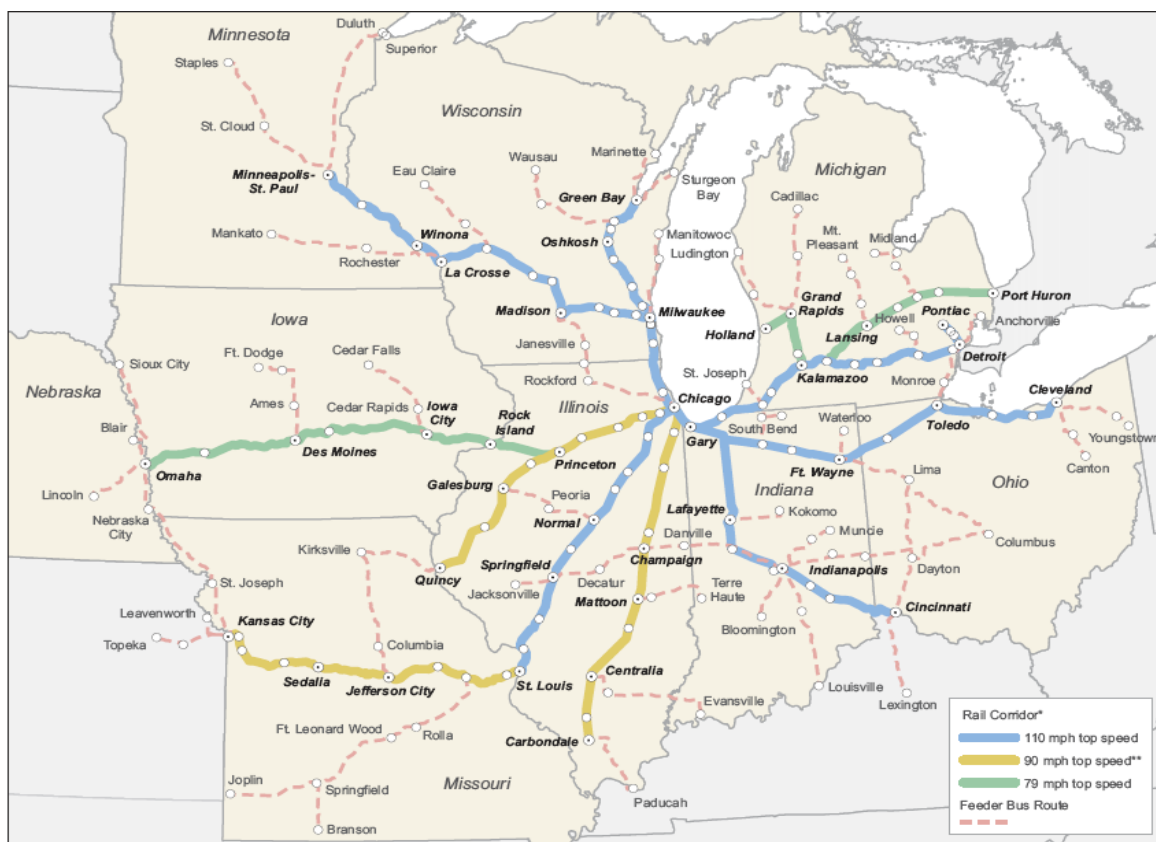 Duluth
Minnesota
Superior
Staples
Wisconsin
St. Cloud
Marinette
Wausau
Michigan
Minneapolis-
St. Paul
Eau Claire
Sturgeon
Bay
Green Bay
Cadillac
Mankato
Winona
Oshkosh
Manitowoc
Mt.
Pleasant
Midland
Rochester
Ludington
La Crosse
Port Huron
Grand
Rapids
Madison
Milwaukee
Pontiac
Iowa
Holland
Lansing
Howell
Anchorville
Janesville
Sioux City
Ft. Dodge
Cedar Falls
Detroit
St. Joseph
Kalamazoo
Nebraska
Rockford
Monroe
Cleveland
Chicago
Ames
Cedar Rapids
Iowa
City
Rock
Island
Illinois
Waterloo
Blair
South Bend
Toledo
Gary
Youngstown
Des Moines
Princeton
Omaha
Ft. Wayne
Canton
Lima
Galesburg
Ohio
Lincoln
Peoria
Indiana
Nebraska
City
Lafayette
Kokomo
Normal
Muncie
Danville
Columbus
Kirksville
Springfield
Champaign
Quincy
Indianapolis
Dayton
St. Joseph
Decatur
Terre
Haute
Jacksonville
Mattoon
Leavenworth
Cincinnati
Kansas City
Bloomington
Topeka
Columbia
Centralia
Sedalia
Jefferson City
St. Louis
Louisville
Evansville
Lexington
Ft. Leonard Wood
Rolla
Carbondale
Joplin
Missouri
Springfield
Paducah
Branson
Rail Corridor*
110 mph top speed
90 mph top speed**
79 mph top speed
Feeder Bus Route